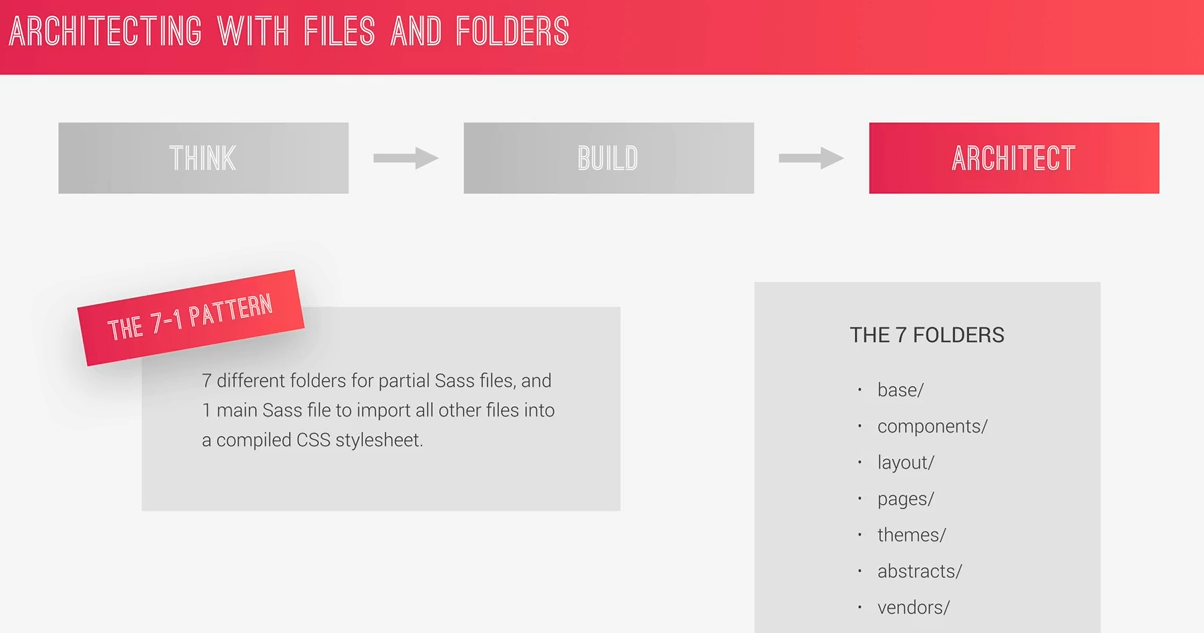 ARCHITECTING WITH FILES AND FOLDERS
THINK
BUILD
ARCHITECT
THE 7-1 PATTERN
7 different folders for partial Sass files, and
1 main Sass file to import all other files into
a compiled CSS stylesheet.
THE 7 FOLDERS
• base/
• components/
• layout/
• pages/
• themes/
• abstracts/
• vendors/